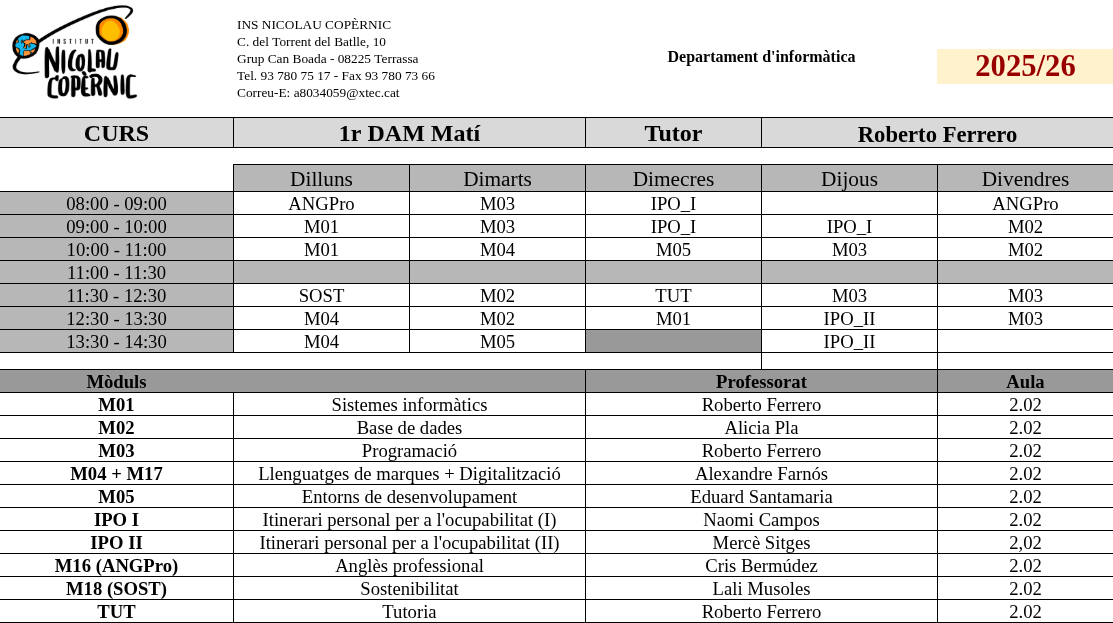 INSTITUT
NICOLAU
COPÈRNIC
INS NICOLAU COPÈRNIC
C. del Torrent del Batlle, 10
Grup Can Boada - 08225 Terrassa
Tel. 93 780 75 17 - Fax 93 780 73 66
Correu-E: a8034059@xtec.cat
Departament d'informàtica
2025/26
CURS 1r DAM Matí Tutor Roberto Ferrero
Dilluns Dimarts Dimecres Dijous Divendres
08:00 - 09:00 ANGPro M03 IPO_I ANGPro
09:00 - 10:00 M01 M03 IPO_I IPO_I M02
10:00 - 11:00 M01 M04 M05 M03 M02
11:00 - 11:30
11:30 - 12:30 SOST M02 TUT M03 M03
12:30 - 13:30 M04 M02 M01 IPO_II M03
13:30 - 14:30 M04 M05 IPO_II
Mòduls Professorat Aula
M01 Sistemes informàtics Roberto Ferrero 2.02
M02 Base de dades Alicia Pla 2.02
M03 Programació Roberto Ferrero 2.02
M04 + M17 Llenguatges de marques + Digitalització Alexandre Farnós 2.02
M05 Entorns de desenvolupament Eduard Santamaria 2.02
IPO I Itinerari personal per a l'ocupabilitat (I) Naomi Campos 2.02
IPO II Itinerari personal per a l'ocupabilitat (II) Mercè Sitges 2,02
M16 (ANGPro) Anglès professional Cris Bermúdez 2.02
M18 (SOST) Sostenibilitat Lali Musoles 2.02
TUT Tutoria Roberto Ferrero 2.02